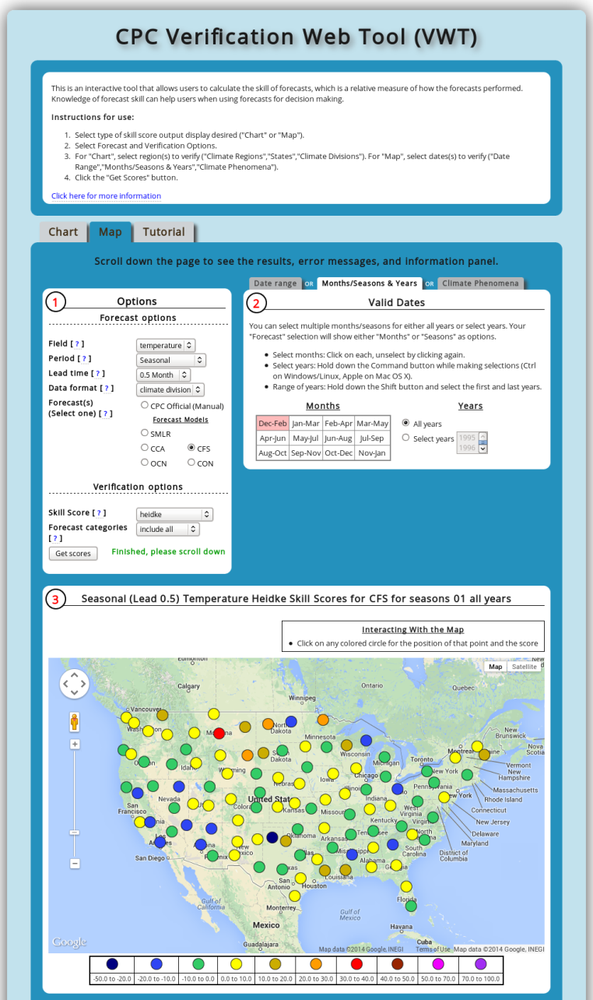 CPC Verification Web Tool (VWT)
This is an interactive tool that allows users to calculate the skill of forecasts, which is a relative measure of how the forecasts performed.
Knowledge of forecast skill can help users when using forecasts for decision making.
Instructions for use:
1. Select type of skill score output display desired ("Chart" or "Map").
2. Select Forecast and Verification Options.
3. For "Chart", select region(s) to verify ("Climate Regions","States","Climate Divisions"). For "Map", select dates(s) to verify ("Date
Range","Months/Seasons & Years","Climate Phenomena").
4. Click the "Get Scores" button.
Click here for more information
Chart Map Tutorial
Scroll down the page to see the results, error messages, and information panel.
1 Options
Forecast options
Field [ ? ] temperature
Period [ ? ] Seasonal
Lead time [ ? ] 0.5 Month
Data format [ ? ] climate division
Forecast(s)
(Select one) [ ? ]
CPC Official (Manual)
Forecast Models
SMLR
CCA CFS
OCN CON
Verification options
Skill Score [ ? ] heidke
Forecast categories
[ ? ]
include all
Get scores Finished, please scroll down
Date range OR Months/Seasons & Years OR Climate Phenomena
2 Valid Dates
You can select multiple months/seasons for either all years or select years. Your
"Forecast" selection will show either "Months" or "Seasons" as options.
Select months: Click on each, unselect by clicking again.
Select years: Hold down the Command button while making selections (Ctrl
on Windows/Linux, Apple on Mac OS X).
Range of years: Hold down the Shift button and select the first and last years.
Months Years
Dec-Feb Jan-Mar Feb-Apr Mar-May
Apr-Jun May-Jul Jun-Aug Jul-Sep
Aug-Oct Sep-Nov Oct-Dec Nov-Jan
All years
Select years 1995
1996
3 Seasonal (Lead 0.5) Temperature Heidke Skill Scores for CFS for seasons 01 all years
Interacting With the Map
Click on any colored circle for the position of that point and the score
Map Satellite
Edmonton
Calgary
Ontario
Quebec
Winnipeg
Vancouver
North
Dakota
Minnesota
New
Brunswick
Nova
Scotia
Montreal
Maine
Wisconsin
Michigan
Toronto
Vermont
New
Hampshire
Wyoming
Chicago
New York
Massachusetts
Rhode Island
Nevada
United States
Indiana
Connecticut
San
Francisco
Kansas
Missouri
West
Virginia
New Jersey
Kentucky
Delaware
Maryland
Oklahoma
Arkansas
South
Carolina
District of
Columbia
San Diego
Alabama
San
Antonio
Houston
Louisiana
Florida
Gulf of
California
Gulf of
Mexico
Monterrey
Havana
Mexico
Cuba
Guadalajara
Google
Map data ©2014 Google, INEGI Terms of Use Map data ©2014 Google, INEGI
-50.0 to -20.0 -20.0 to -10.0 -10.0 to 0.0 0.0 to 10.0 10.0 to 20.0 20.0 to 30.0 30.0 to 40.0 40.0 to 50.0 50.0 to 70.0 70.0 to 100.0